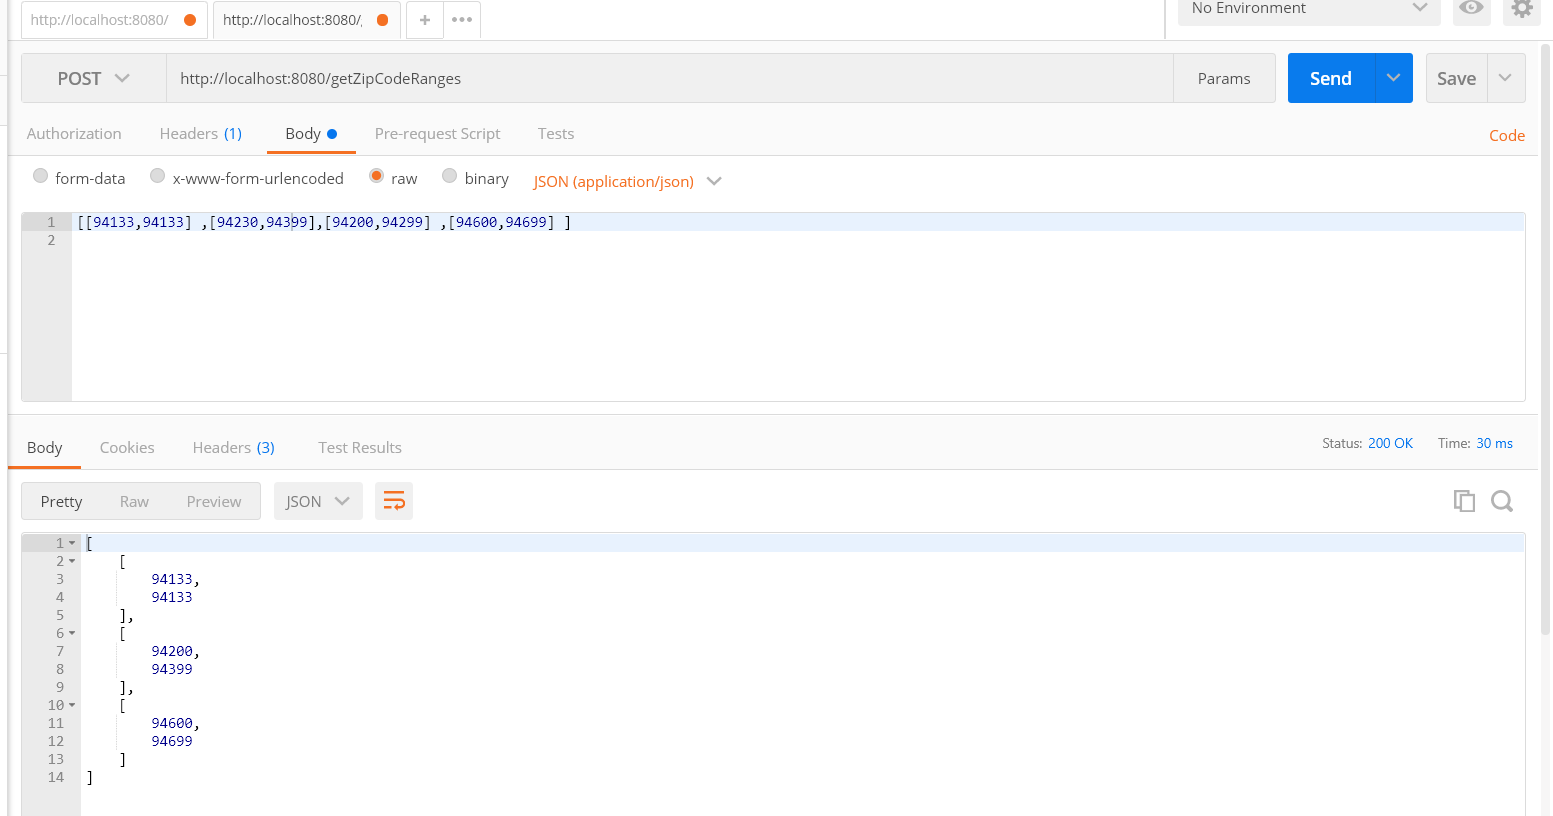 http://localhost:8080/ http://localhost:8080/ + ••• No Environment
POST http://localhost:8080/getZipCodeRanges Params Send Save
Authorization Headers (1) Body Pre-request Script Tests Code
form-data x-www-form-urlencoded raw binary JSON (application/json)
1 [[94133,94133] ,[94230,94399],[94200,94299] ,[94600,94699] ]
2
Body Cookies Headers (3) Test Results Status: 200 OK Time: 30 ms
Pretty Raw Preview JSON
1 [
2 [
3 94133,
4 94133
5 ],
6 [
7 94200,
8 94399
9 ],
10 [
11 94600,
12 94699
13 ]
14 ]